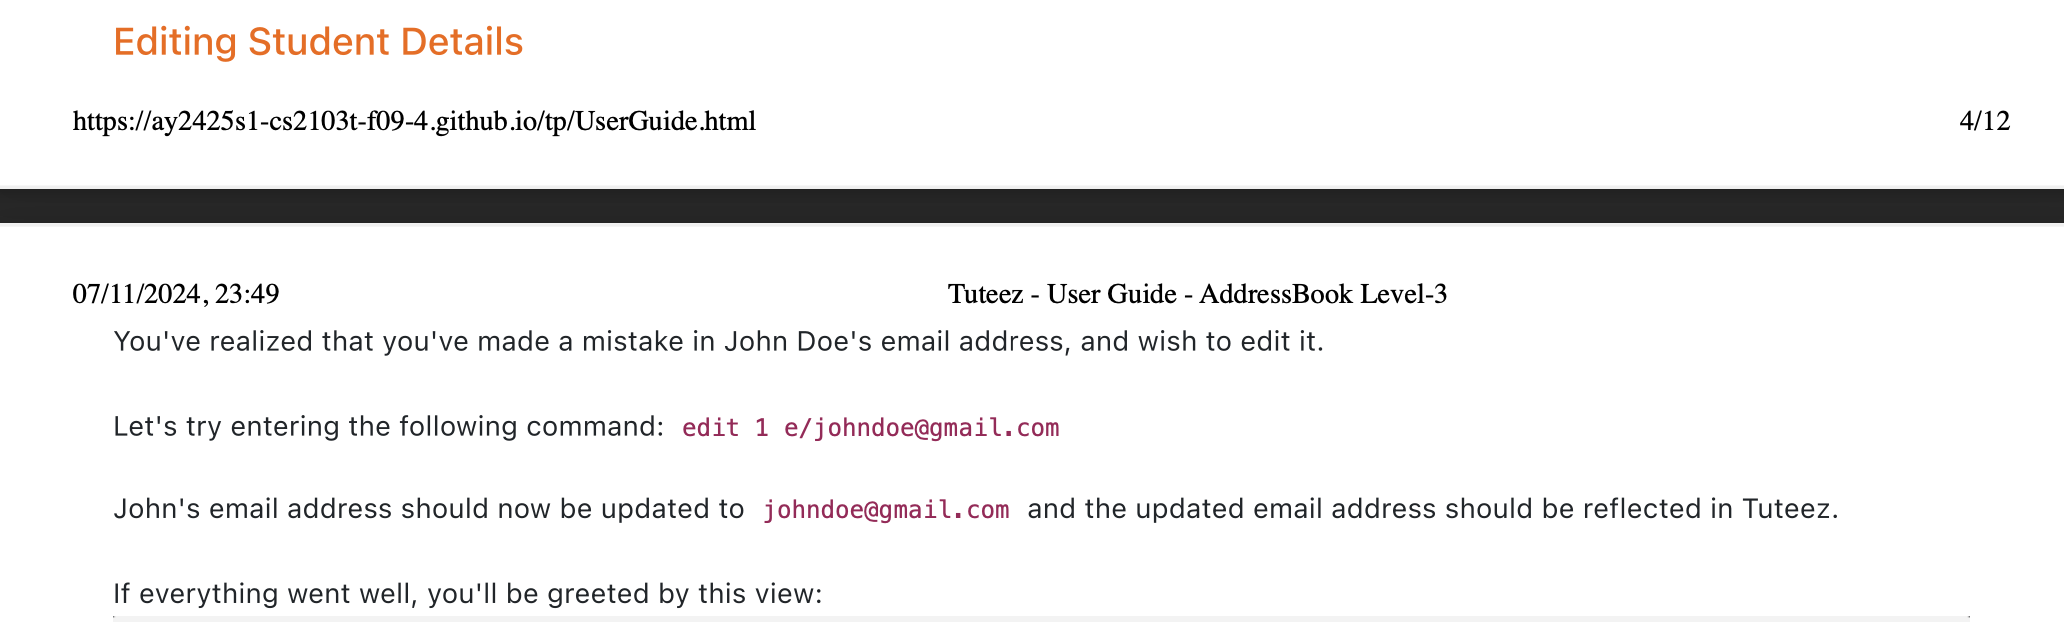 Editing Student Details
https://ay2425s1-cs2103t-f09-4.github.io/tp/UserGuide.html 4/12
07/11/2024, 23:49 Tuteez - User Guide - AddressBook Level-3
You've realized that you've made a mistake in John Doe's email address, and wish to edit it.
Let's try entering the following command: edit 1 e/johndoe@gmail.com
John's email address should now be updated to johndoe@gmail.com and the updated email address should be reflected in Tuteez.
If everything went well, you'll be greeted by this view: